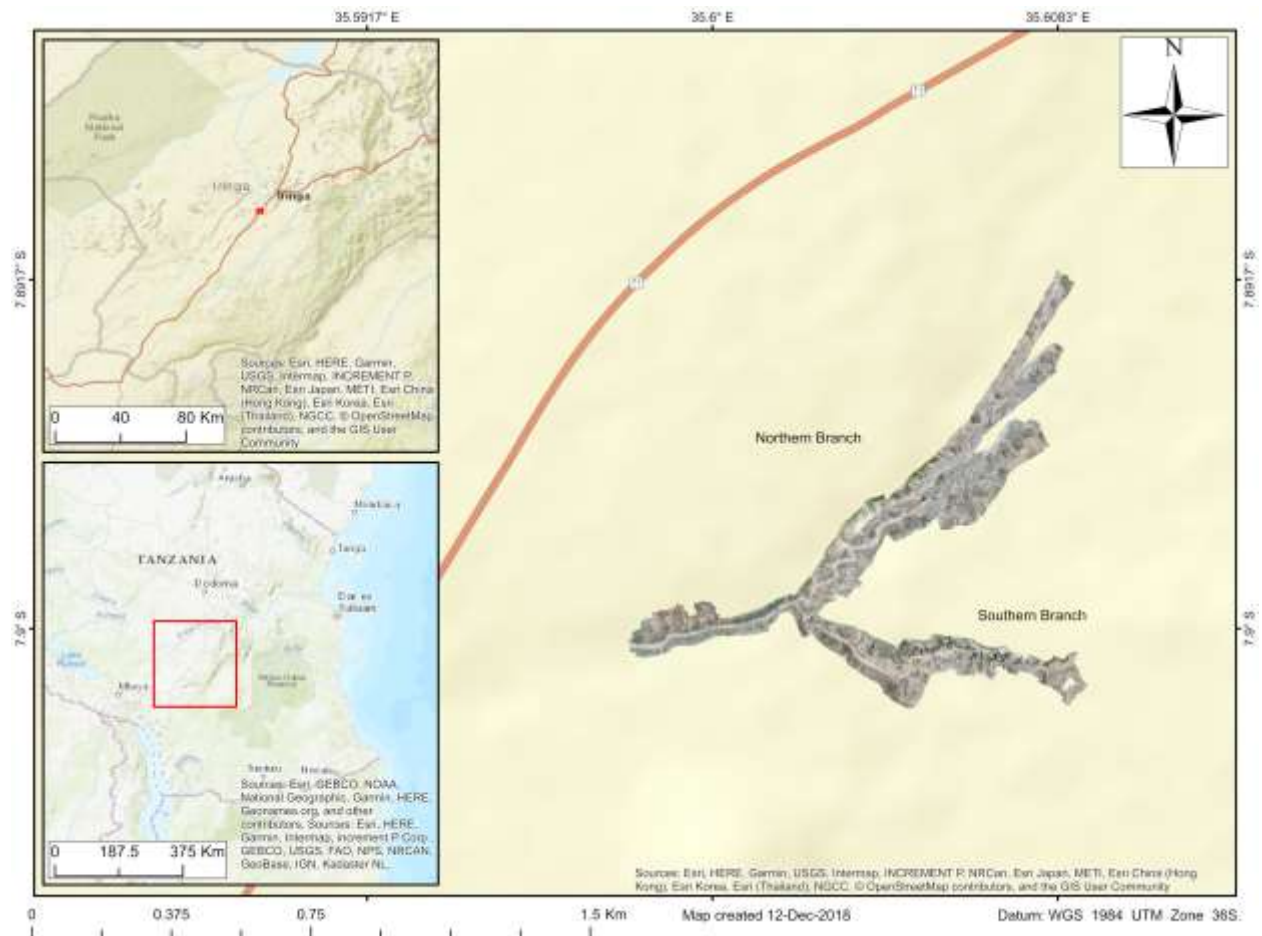 35.5917° E
35.6° E
35.6083° E
N
Ruaha
National
Park
Iringa
Iringa
Sources: Esri, HERE, Garmin,
USGS, Intermap, INCREMENT P,
NRCan, Esri Japan, METI, Esri China
(Hong Kong), Esri Korea, Esri
(Thailand), NGCC, © OpenStreetMap
contributors, and the GIS User
Community
0 40 80 Km
7.8917° S
7.8917° S
Northern Branch
Southern Branch
7.9° S
7.9° S
Arusha
Tanga
TANZANIA
Dodoma
Dar es
Salaam
Mbeya
Sources: Esri, GEBCO, NOAA,
National Geographic, Garmin, HERE,
Geonames.org, and other
contributors, Sources: Esri, HERE,
Garmin, Intermap, increment P Corp.,
GEBCO, USGS, FAO, NPS, NRCAN,
GeoBase, IGN, Kadaster NL,
0 187.5 375 Km
Sources: Esri, HERE, Garmin, USGS, Intermap, INCREMENT P, NRCan, Esri Japan, METI, Esri China (Hong
Kong), Esri Korea, Esri (Thailand), NGCC, © OpenStreetMap contributors, and the GIS User Community
0 0.375 0.75 1.5 Km
Map created 12-Dec-2018
Datum: WGS 1984 UTM Zone 36S.